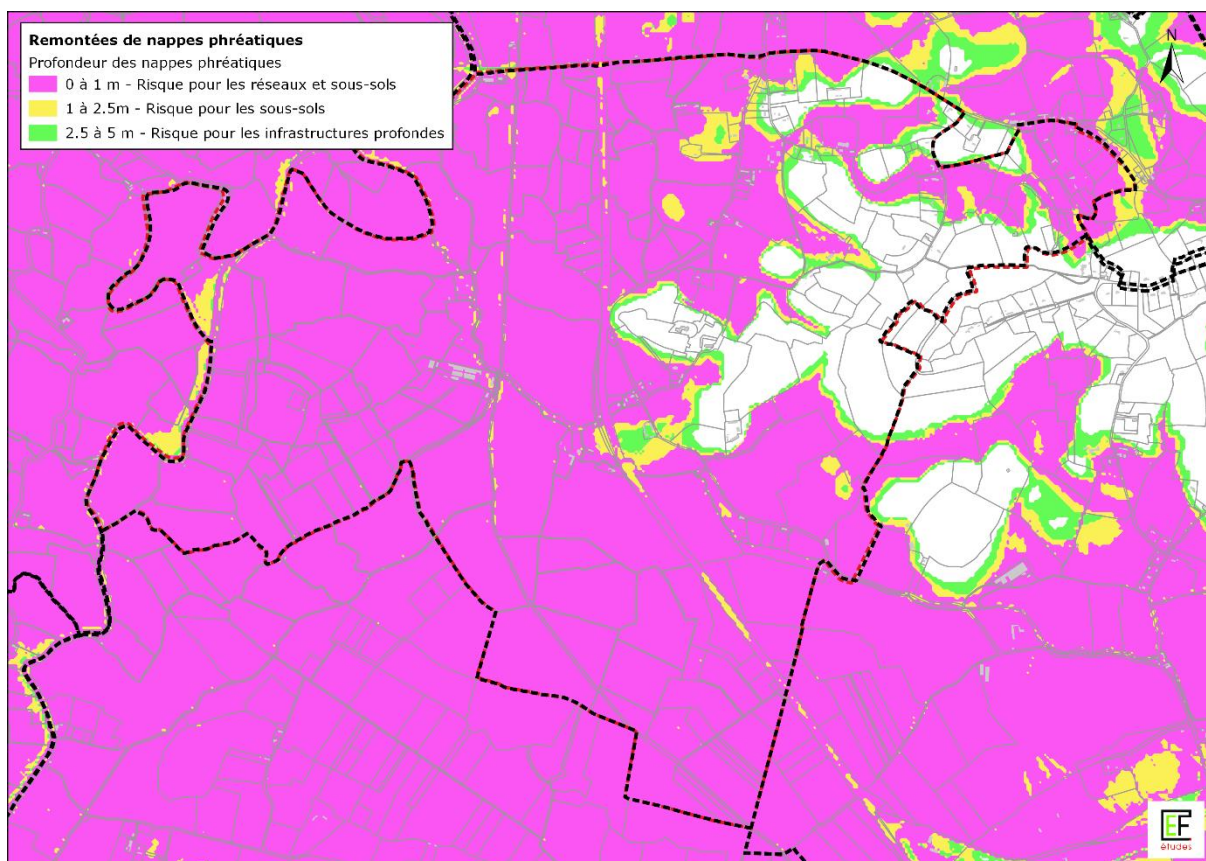 Remontées de nappes phréatiques
Profondeur des nappes phréatiques
0 à 1 m - Risque pour les réseaux et sous-sols
1 à 2.5m - Risque pour les sous-sols
2.5 à 5 m - Risque pour les infrastructures profondes
N
EF
études